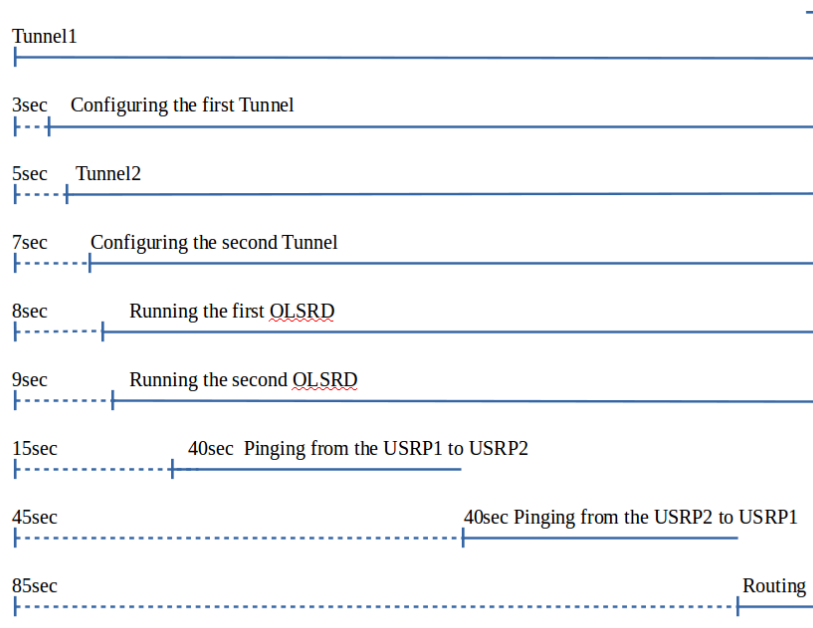 Tunnel1
3sec Configuring the first Tunnel
5sec Tunnel2
7sec Configuring the second Tunnel
8sec Running the first OLSRD
9sec Running the second OLSRD
15sec 40sec Pinging from the USRP1 to USRP2
45sec 40sec Pinging from the USRP2 to USRP1
85sec Routing